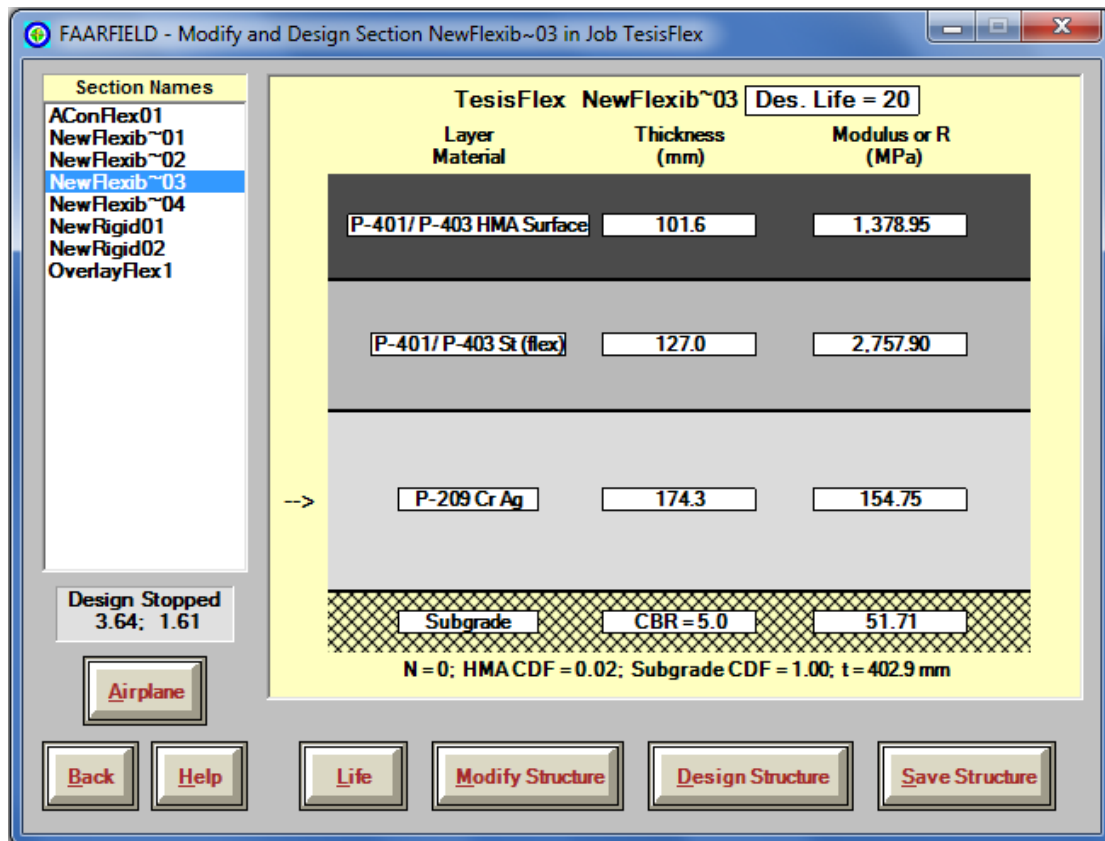 FAARFIELD - Modify and Design Section NewFlexib~03 in Job TesisFlex
Section Names
AConFlex01
NewFlexib~01
NewFlexib~02
NewFlexib~03
NewFlexib~04
NewRigid01
NewRigid02
OverlayFlex1
Design Stopped
3.64; 1.61
Airplane
Back Help
TesisFlex NewFlexib~03 Des. Life = 20
Layer Material Thickness (mm) Modulus or R (MPa)
P-401/ P-403 HMA Surface 101.6 1,378.95
P-401/ P-403 St (flex) 127.0 2,757.90
--> P-209 Cr Ag 174.3 154.75
Subgrade CBR = 5.0 51.71
N = 0; HMA CDF = 0.02; Subgrade CDF = 1.00; t = 402.9 mm
Life Modify Structure Design Structure Save Structure